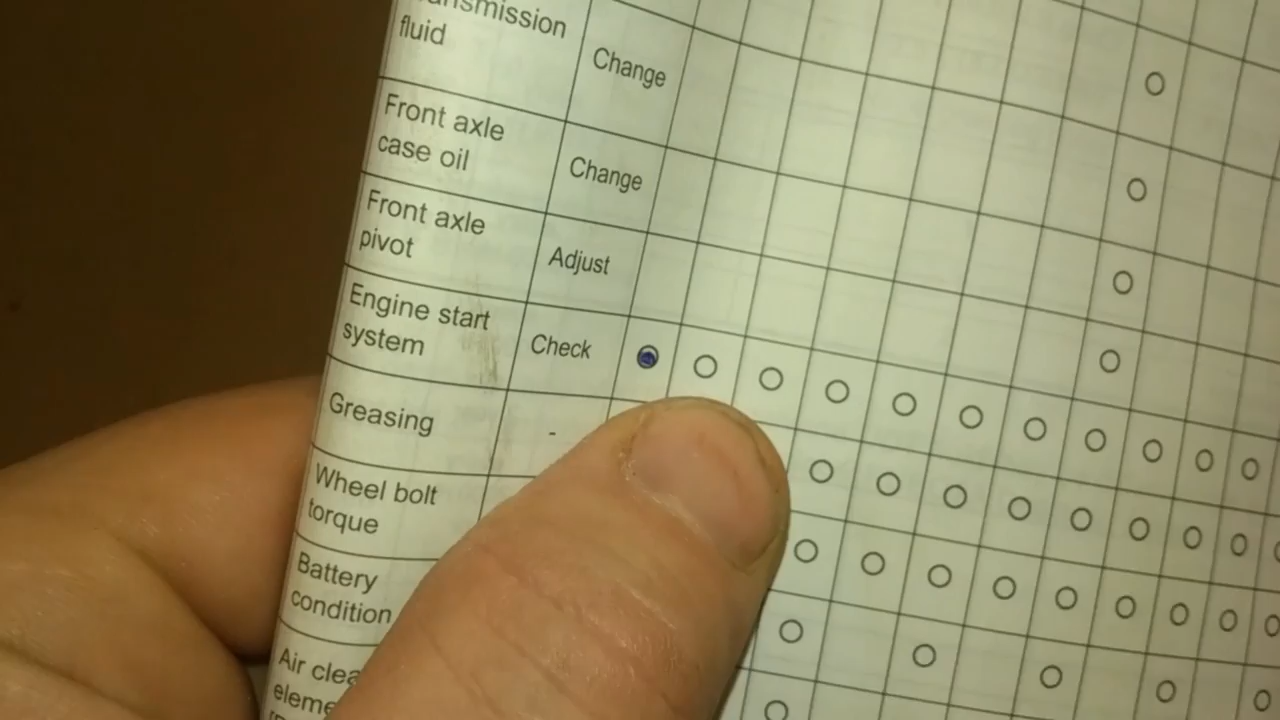 fluid
Change
Front axle
case oil
Change
Front axle
pivot
Adjust
Engine start
system
Check
Greasing
-
Wheel bolt
torque
Battery
condition
Air